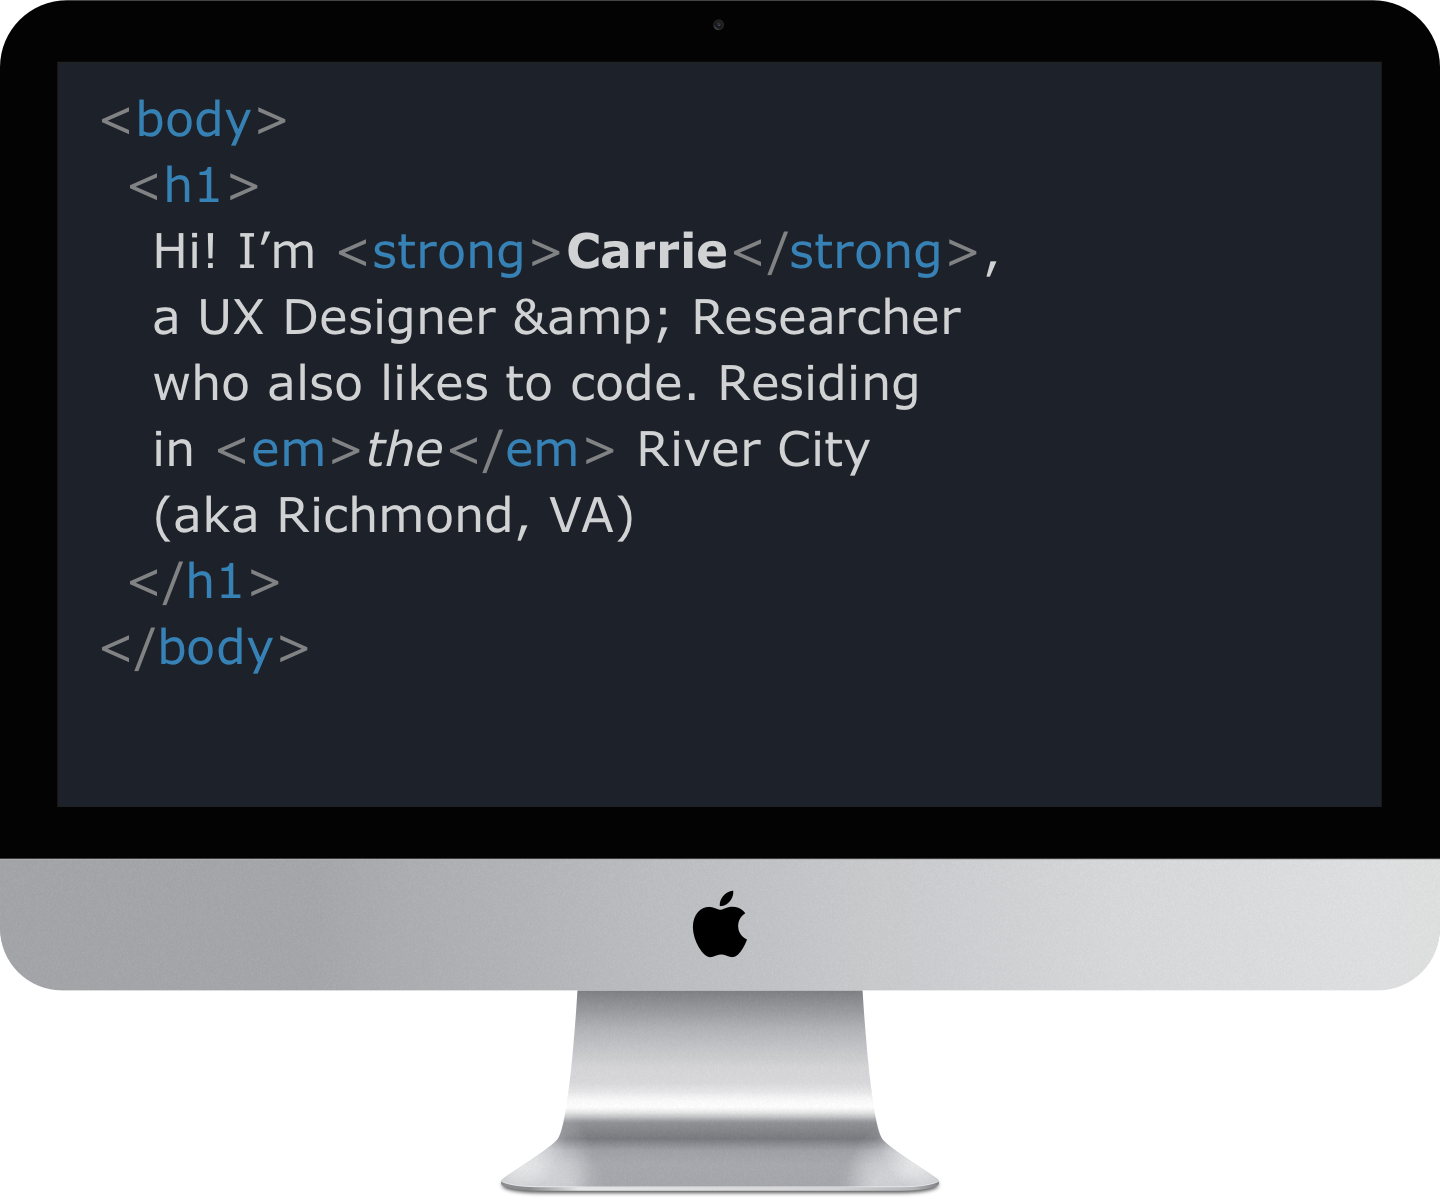 <body>
<h1>
Hi! I’m <strong>Carrie</strong>,
a UX Designer &amp; Researcher
who also likes to code. Residing
in <em>the</em> River City
(aka Richmond, VA)
</h1>
</body>